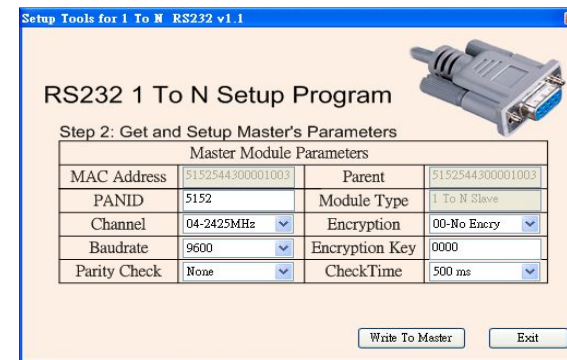 Setup Tools for 1 To N RS232 v1.1
RS232 1 To N Setup Program
Step 2: Get and Setup Master's Parameters
Master Module Parameters
MAC Address 5152544300001003 Parent 5152544300001003
PANID 5152 Module Type 1 To N Slave
Channel 04-2425MHz Encryption 00-No Encry
Baudrate 9600 Encryption Key 0000
Parity Check None CheckTime 500 ms
Write To Master Exit